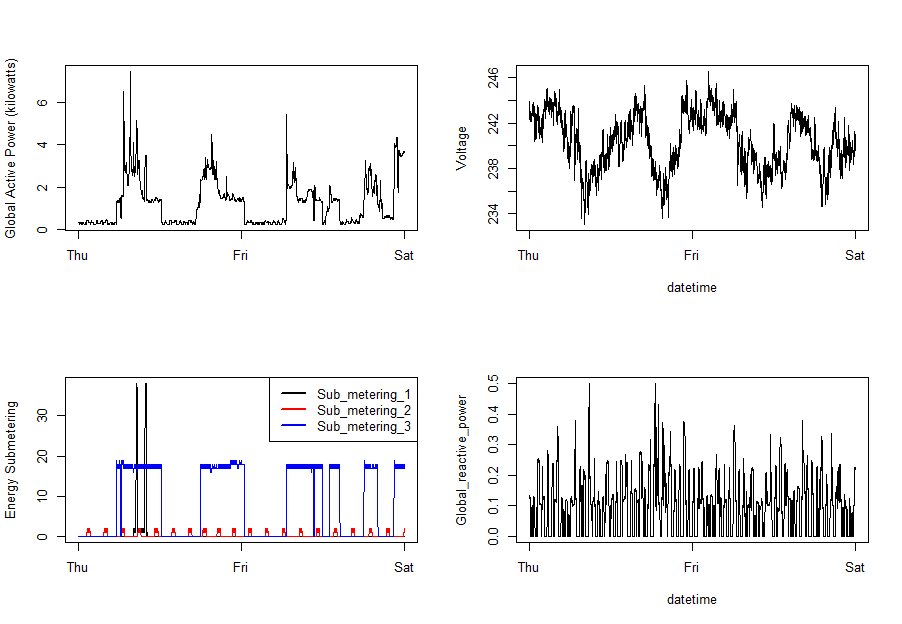 Global Active Power (kilowatts)
0
2
4
6
Thu
Fri
Sat
Voltage
234
238
242
246
Thu
Fri
Sat
datetime
Energy Submetering
0
10
20
30
Sub_metering_1
Sub_metering_2
Sub_metering_3
Thu
Fri
Sat
Global_reactive_power
0.0
0.1
0.2
0.3
0.4
0.5
Thu
Fri
Sat
datetime